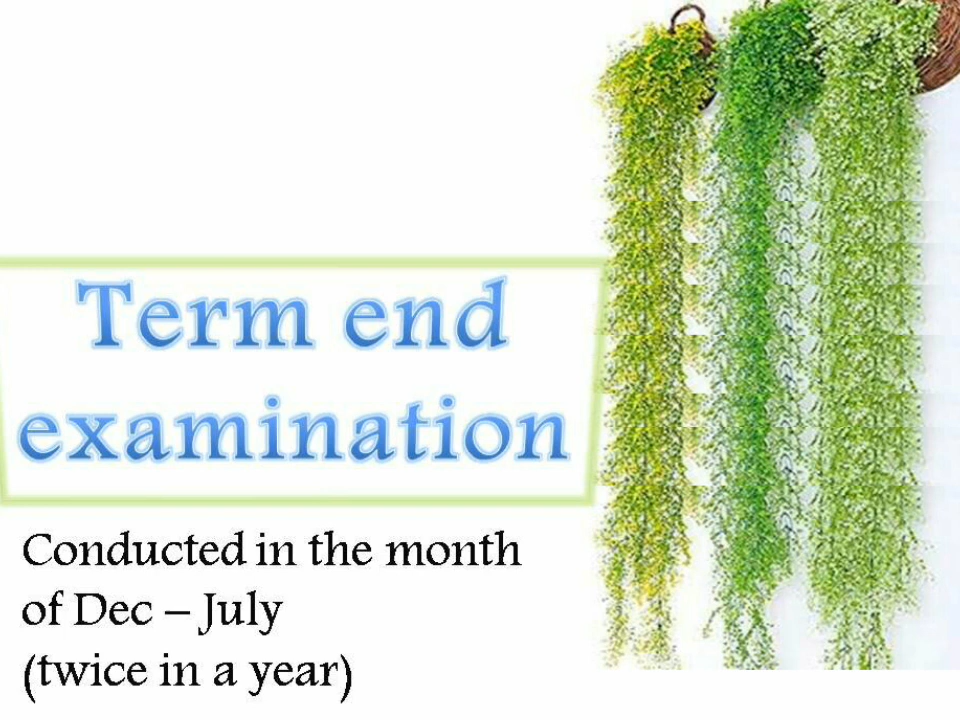 Term end
examination
Conducted in the month
of Dec – July
(twice in a year)